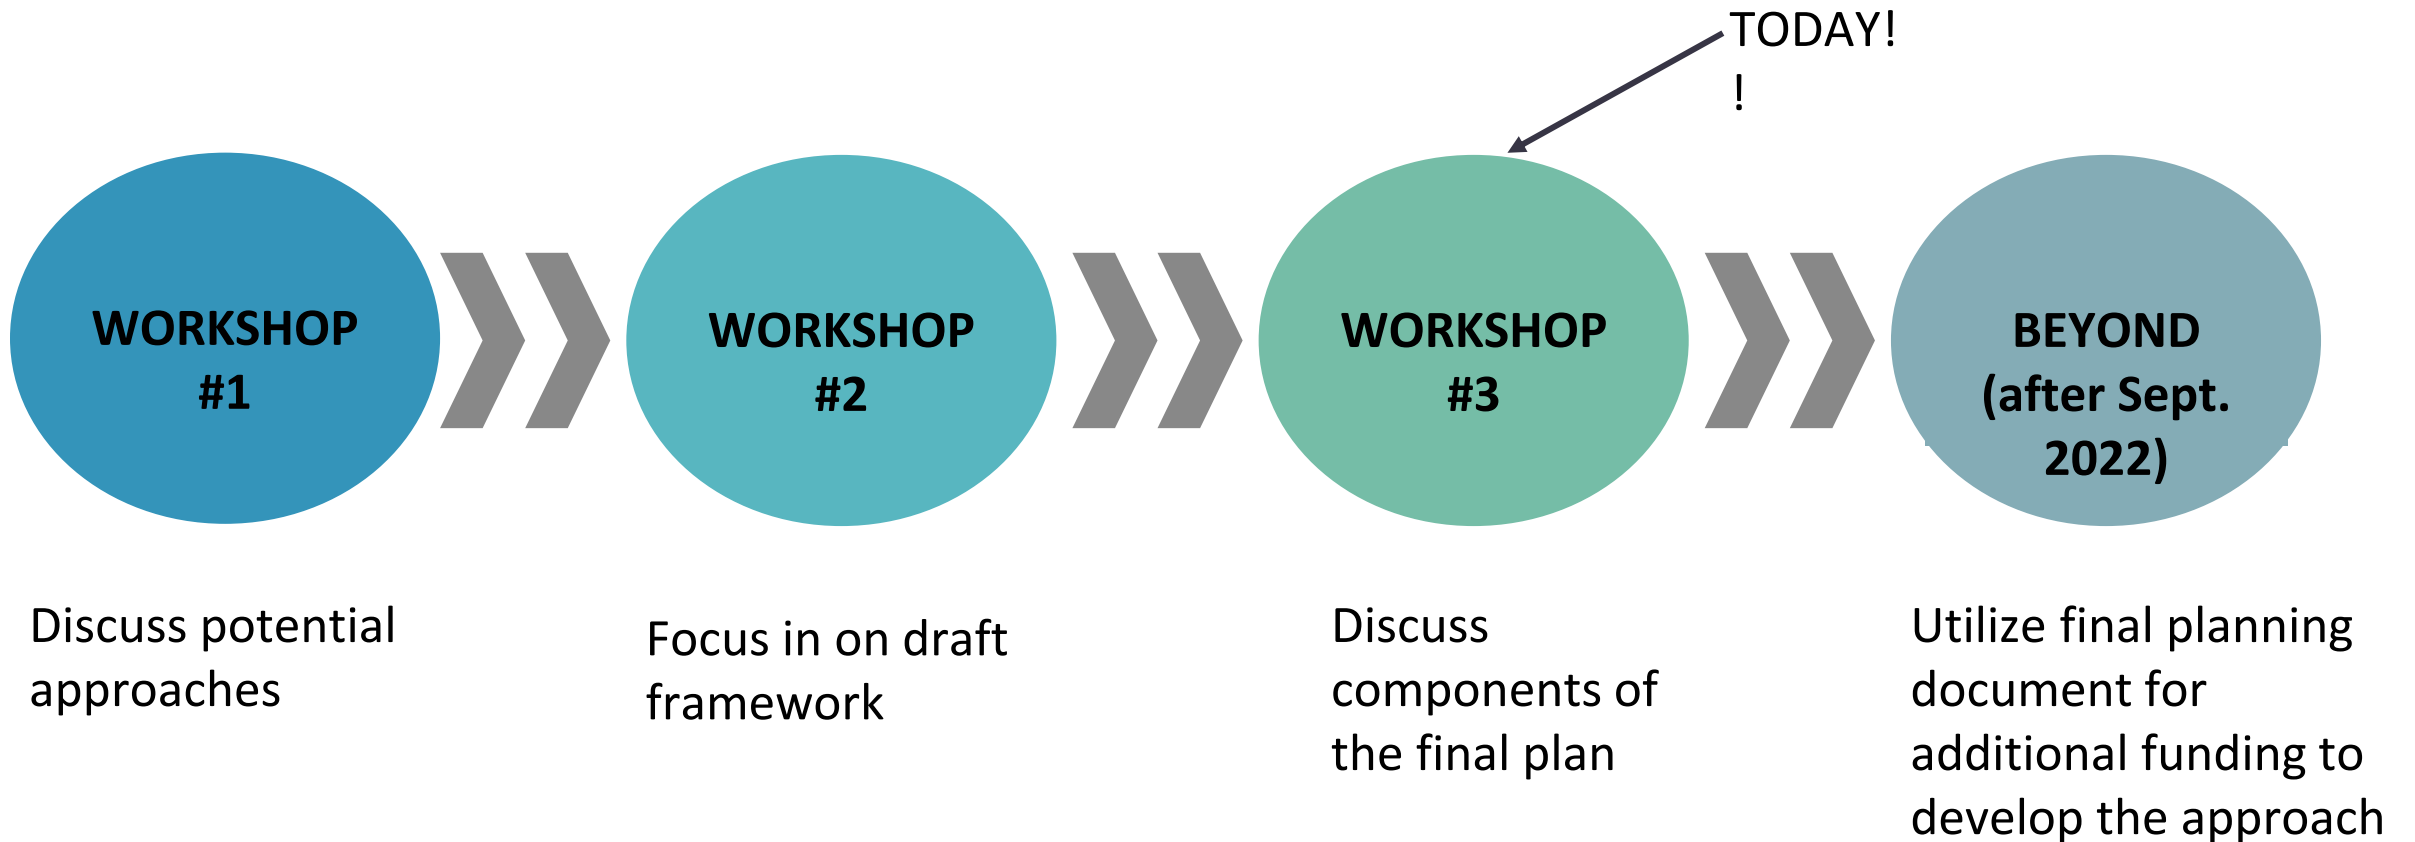 TODAY!
!
WORKSHOP
#1
WORKSHOP
#2
WORKSHOP
#3
BEYOND
(after Sept.
2022)
Discuss potential
approaches
Focus in on draft
framework
Discuss
components of
the final plan
Utilize final planning
document for
additional funding to
develop the approach